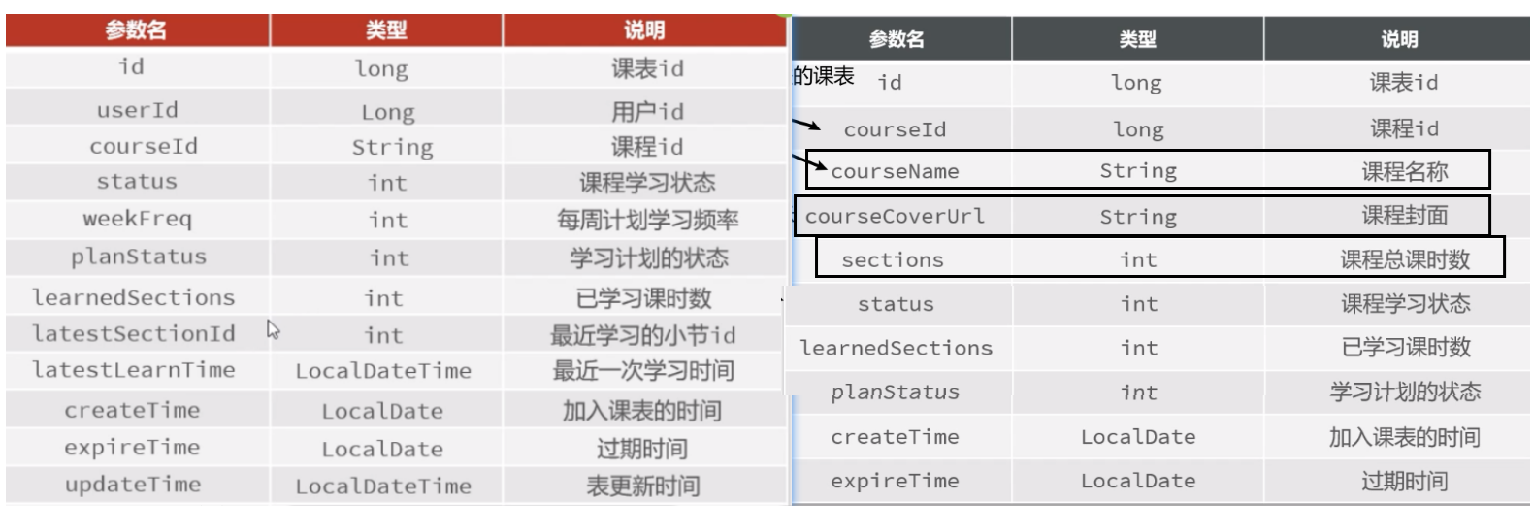 参数名 类型 说明
id long 课表id
userId Long 用户id
courseId String 课程id
status int 课程学习状态
weekFreq int 每周计划学习频率
planStatus int 学习计划的状态
learnedSections int 已学习课时数
latestSectionId int 最近学习的小节id
latestLearnTime LocalDateTime 最近一次学习时间
createTime LocalDate 加入课表的时间
expireTime LocalDate 过期时间
updateTime LocalDateTime 表更新时间
参数名 类型 说明
的课表 id long 课表id
courseId long 课程id
courseName String 课程名称
courseCoverUrl String 课程封面
sections int 课程总课时数
status int 课程学习状态
learnedSections int 已学习课时数
planStatus int 学习计划的状态
createTime LocalDate 加入课表的时间
expireTime LocalDate 过期时间